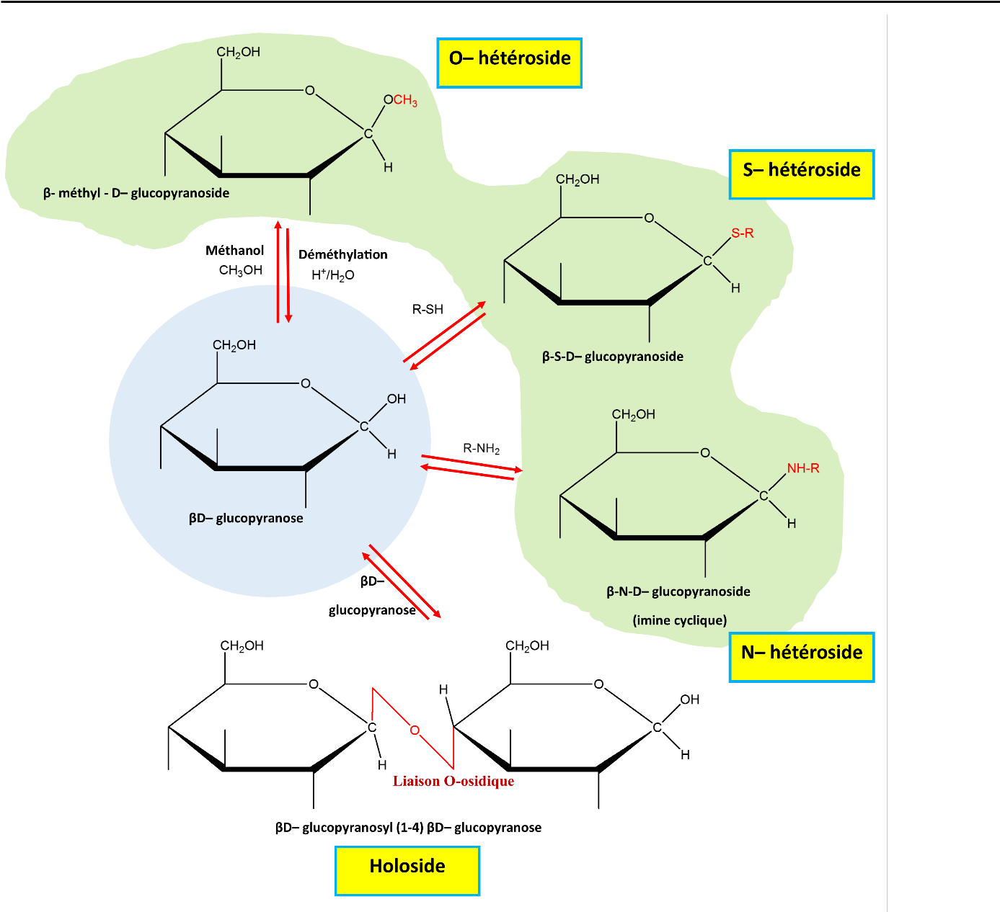 O– hétéroside
CH₂OH
O
OCH₃
C
H
β- méthyl - D– glucopyranoside
S– hétéroside
CH₂OH
O
S-R
C
H
β-S-D– glucopyranoside
Méthanol
CH₃OH
Déméthylation
H⁺/H₂O
R-SH
CH₂OH
O
OH
C
H
βD– glucopyranose
R-NH₂
CH₂OH
O
NH-R
C
H
β-N-D– glucopyranoside
(imine cyclique)
N– hétéroside
βD–
glucopyranose
CH₂OH
O
C
H
O
Liaison O-osidique
CH₂OH
H
O
OH
C
H
βD– glucopyranosyl (1-4) βD– glucopyranose
Holoside